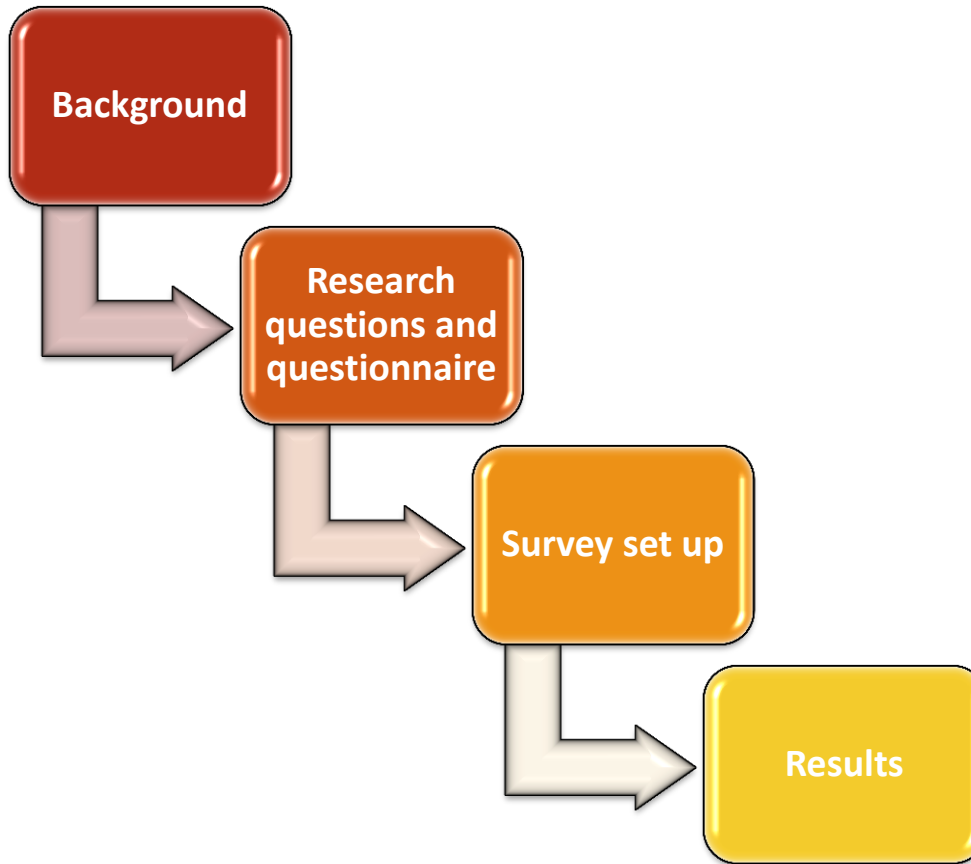 Background
Research
questions and
questionnaire
Survey set up
Results